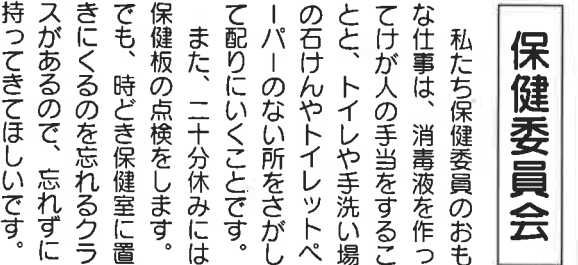 保健委員会
私たち保健委員のおも
な仕事は、消毒液を作っ
てけが人の手当をするこ
とと、トイレや手洗い場
の石けんやトイレットペ
ーパーのない所をさがし
て配りにいくことです。
また、二十分休みには
保健板の点検をします。
でも、時どき保健室に置
きにくるのを忘れるクラ
スがあるので、忘れずに
持ってきてほしいです。